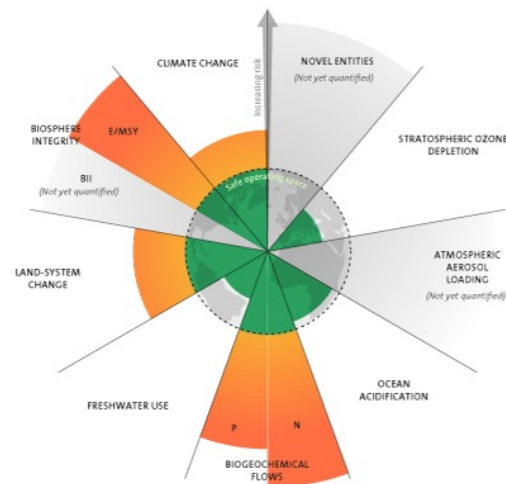 CLIMATE CHANGE
Increasing risk
NOVEL ENTITIES
(Not yet quantified)
STRATOSPHERIC OZONE
DEPLETION
ATMOSPHERIC
AEROSOL
LOADING
(Not yet quantified)
OCEAN
ACIDIFICATION
N
P
BIOGEOCHEMICAL
FLOWS
FRESHWATER USE
LAND-SYSTEM
CHANGE
BII
(Not yet quantified)
BIOSPHERE
INTEGRITY
E/MSY
Safe operating space